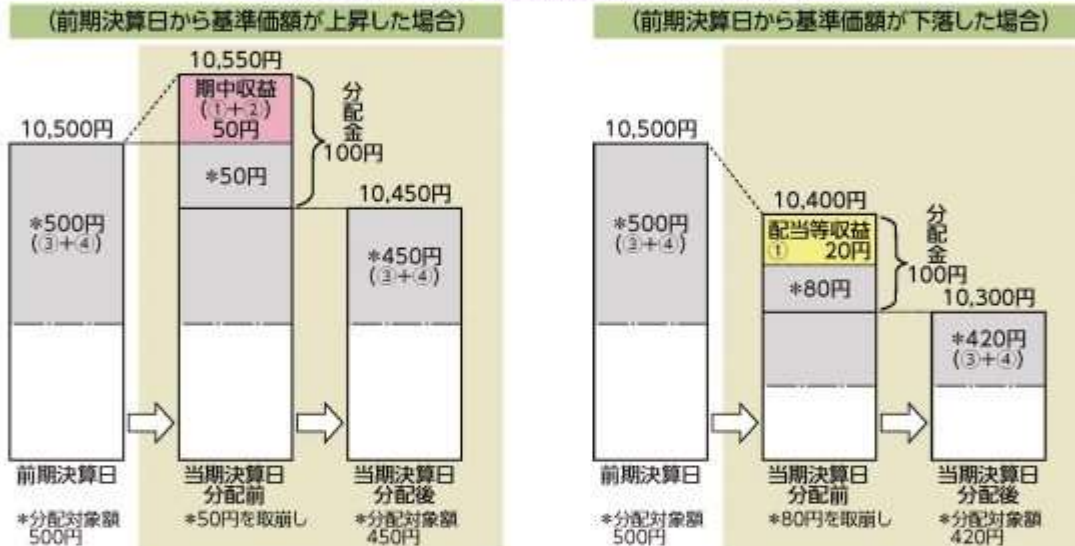 (前期決算日から基準価額が上昇した場合)
10,550円
期中収益
(①+②)
50円
分配金
100円
10,500円
*50円
10,450円
*500円
(③+④)
*450円
(③+④)
前期決算日
当期決算日
分配前
当期決算日
分配後
*分配対象額
500円
*50円を取崩し
*分配対象額
450円
(前期決算日から基準価額が下落した場合)
10,500円
10,400円
配当等収益
① 20円
分配金
100円
*80円
10,300円
*500円
(③+④)
*420円
(③+④)
前期決算日
当期決算日
分配前
当期決算日
分配後
*分配対象額
500円
*80円を取崩し
*分配対象額
420円